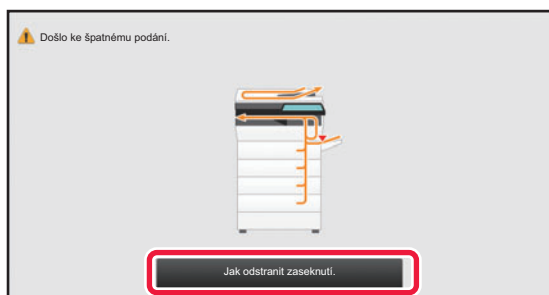 Došlo ke špatnému podání.
Jak odstranit zaseknutí.